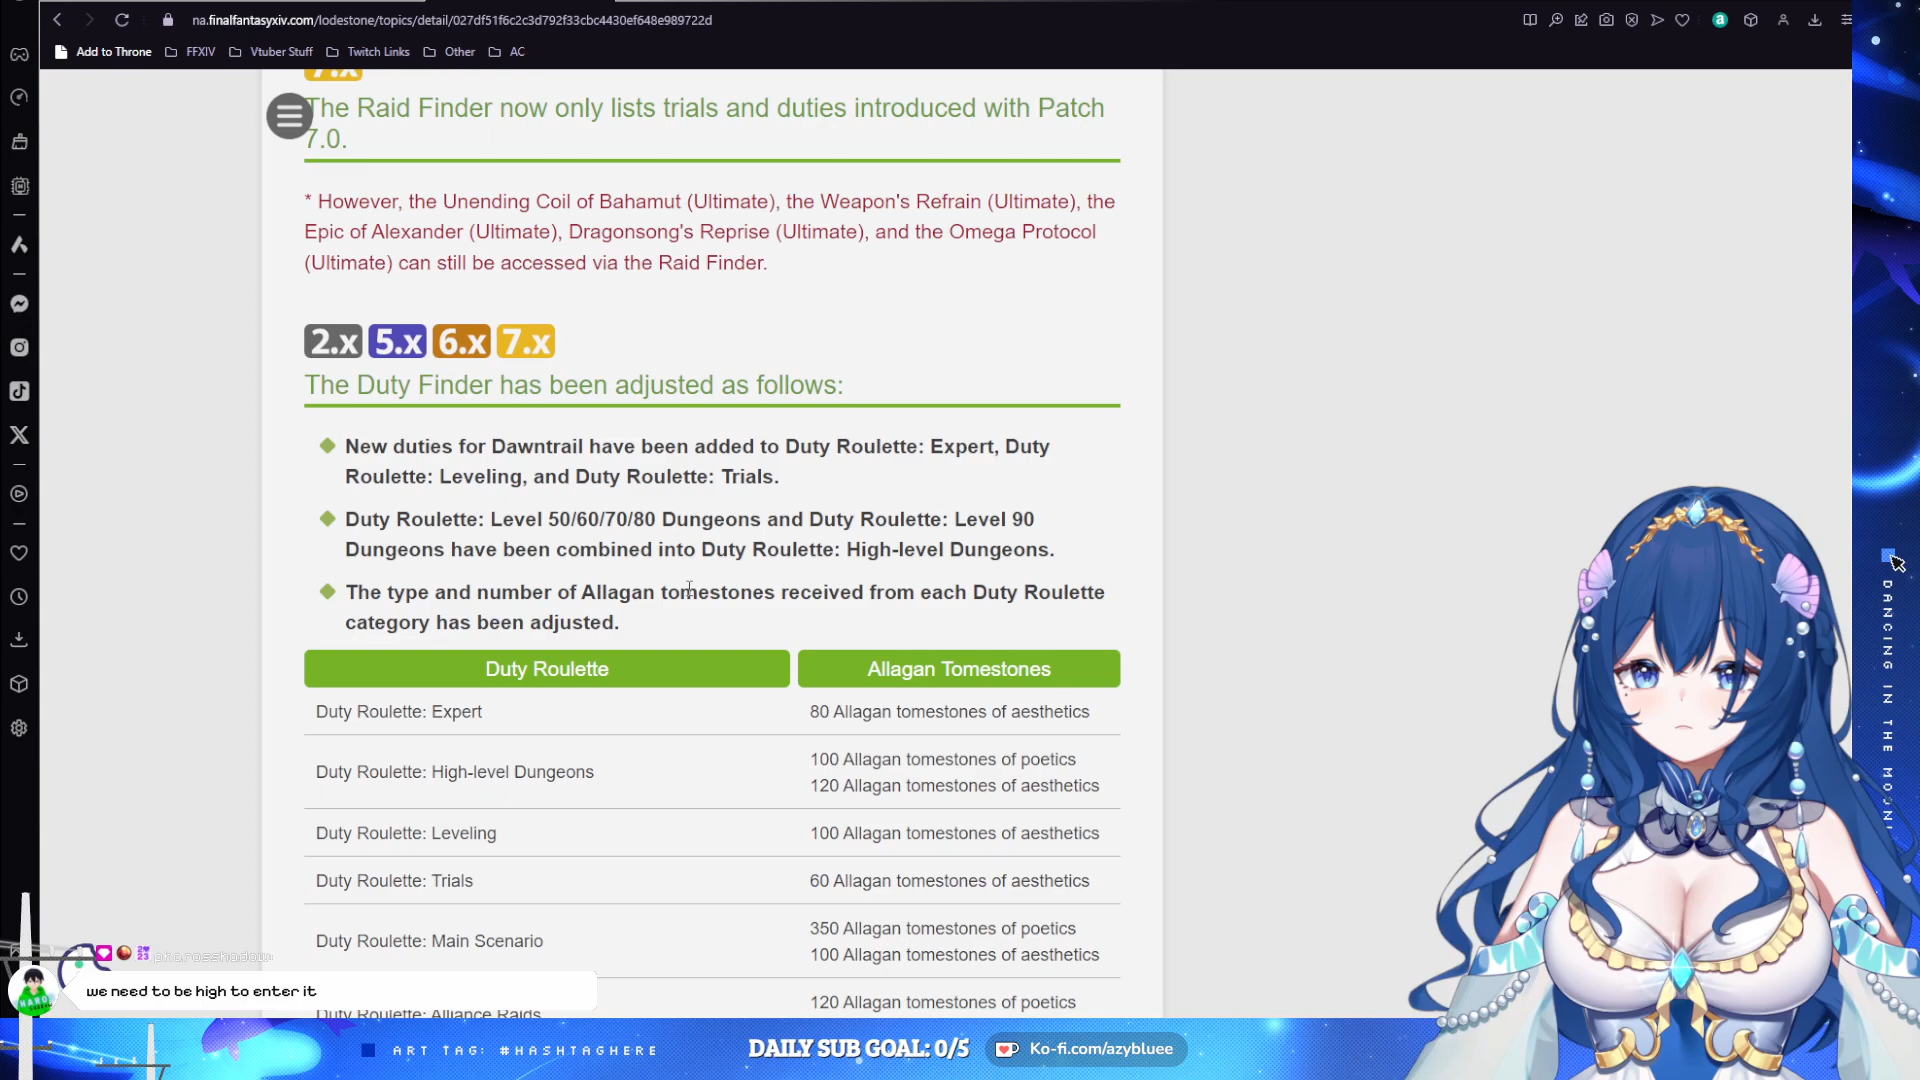 na.finalfantasyxiv.com/lodestone/topics/detail/027df51f6c2c3d792f33cbc4430ef648e989722d
Add to Throne FFXIV Vtuber Stuff Twitch Links Other AC
7.x
The Raid Finder now only lists trials and duties introduced with Patch
7.0.
* However, the Unending Coil of Bahamut (Ultimate), the Weapon's Refrain (Ultimate), the
Epic of Alexander (Ultimate), Dragonsong's Reprise (Ultimate), and the Omega Protocol
(Ultimate) can still be accessed via the Raid Finder.
2.x 5.x 6.x 7.x
The Duty Finder has been adjusted as follows:
New duties for Dawntrail have been added to Duty Roulette: Expert, Duty
Roulette: Leveling, and Duty Roulette: Trials.
Duty Roulette: Level 50/60/70/80 Dungeons and Duty Roulette: Level 90
Dungeons have been combined into Duty Roulette: High-level Dungeons.
The type and number of Allagan tomestones received from each Duty Roulette
category has been adjusted.
Duty Roulette Allagan Tomestones
Duty Roulette: Expert 80 Allagan tomestones of aesthetics
Duty Roulette: High-level Dungeons 100 Allagan tomestones of poetics
120 Allagan tomestones of aesthetics
Duty Roulette: Leveling 100 Allagan tomestones of aesthetics
Duty Roulette: Trials 60 Allagan tomestones of aesthetics
Duty Roulette: Main Scenario 350 Allagan tomestones of poetics
100 Allagan tomestones of aesthetics
Duty Roulette: Alliance Raids 120 Allagan tomestones of poetics
we need to be high to enter it
ART TAG: #HASHTAGHERE
DAILY SUB GOAL: 0/5
Ko-fi.com/azybluee
DANCING IN THE MOON